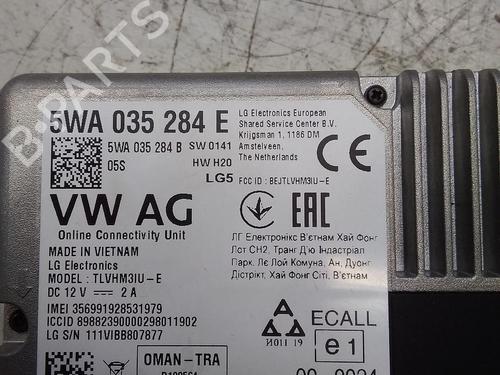 5WA 035 284 E
5WA 035 284 B SW 0141
05S HW H20
LG5
LG Electronics European
Shared Service Center B.V.
Krijgsman 1, 1186 DM
Amstelveen,
The Netherlands
CE
FCC ID : BEJTLVHM3IU-E
VW AG
Online Connectivity Unit
EAC
MADE IN VIETNAM
LG Electronics
MODEL : TLVHM3IU-E
DC 12 V 2 A
IMEI 356991928531979
ICCID 89882390000298011902
LG S/N 111VIBB807877
ЛГ Електронікс В'єтнам Хай Фонг
Лот CH2, Транг Д'ю Індастріал
Парк. Лє Лой Комуна, Ан, Дуонг
Дістрікт, Хай Фонг Сіті, В'єтнам
ECALL
e1
OMAN-TRA